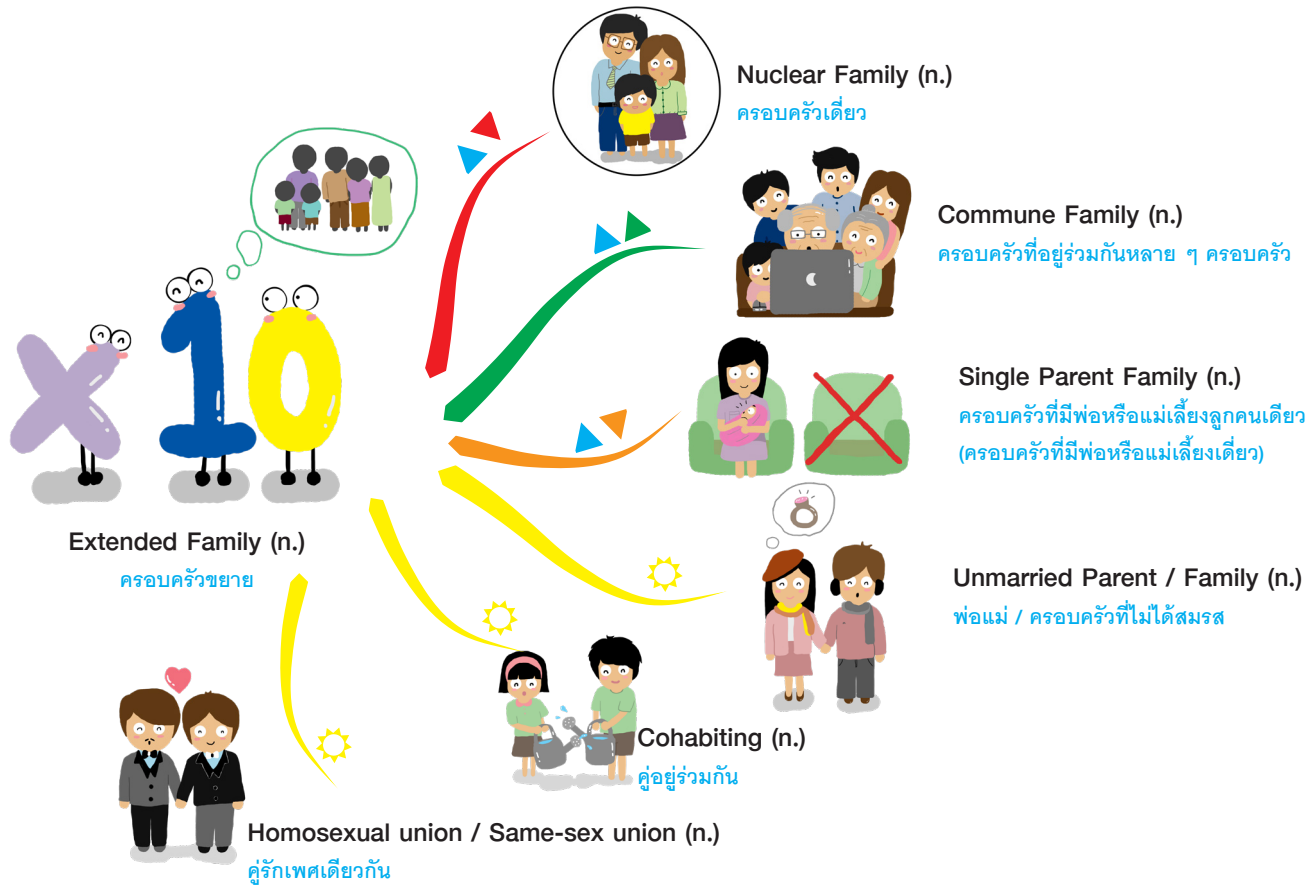 Nuclear Family (n.)
ครอบครัวเดี่ยว
Commune Family (n.)
ครอบครัวที่อยู่ร่วมกันหลาย ๆ ครอบครัว
x10
Single Parent Family (n.)
ครอบครัวที่มีพ่อหรือแม่เลี้ยงลูกคนเดียว
(ครอบครัวที่มีพ่อหรือแม่เลี้ยงเดี่ยว)
Extended Family (n.)
ครอบครัวขยาย
Unmarried Parent / Family (n.)
พ่อแม่ / ครอบครัวที่ไม่ได้สมรส
Cohabiting (n.)
คู่อยู่ร่วมกัน
Homosexual union / Same-sex union (n.)
คู่รักเพศเดียวกัน